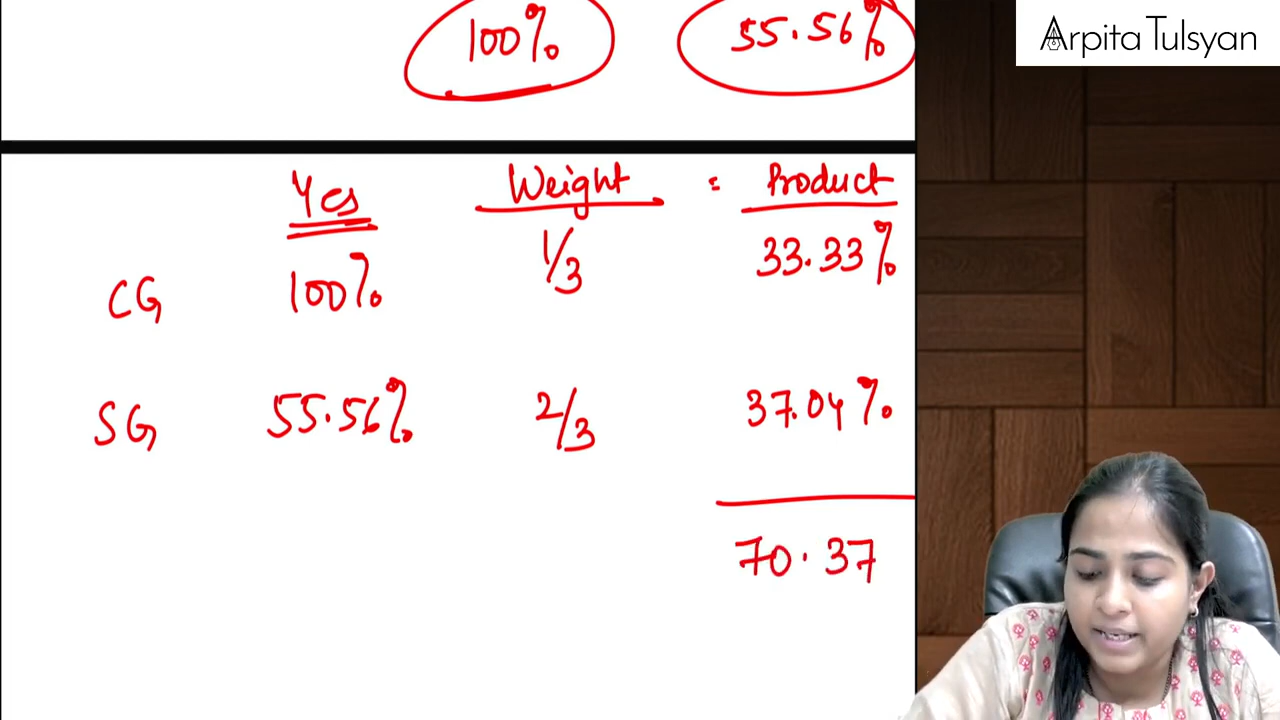 Arpita Tulsyan
100% 55.56%
Yes Weight = Product
CG 100% 1/3 33.33%
SG 55.56% 2/3 37.04%
70.37